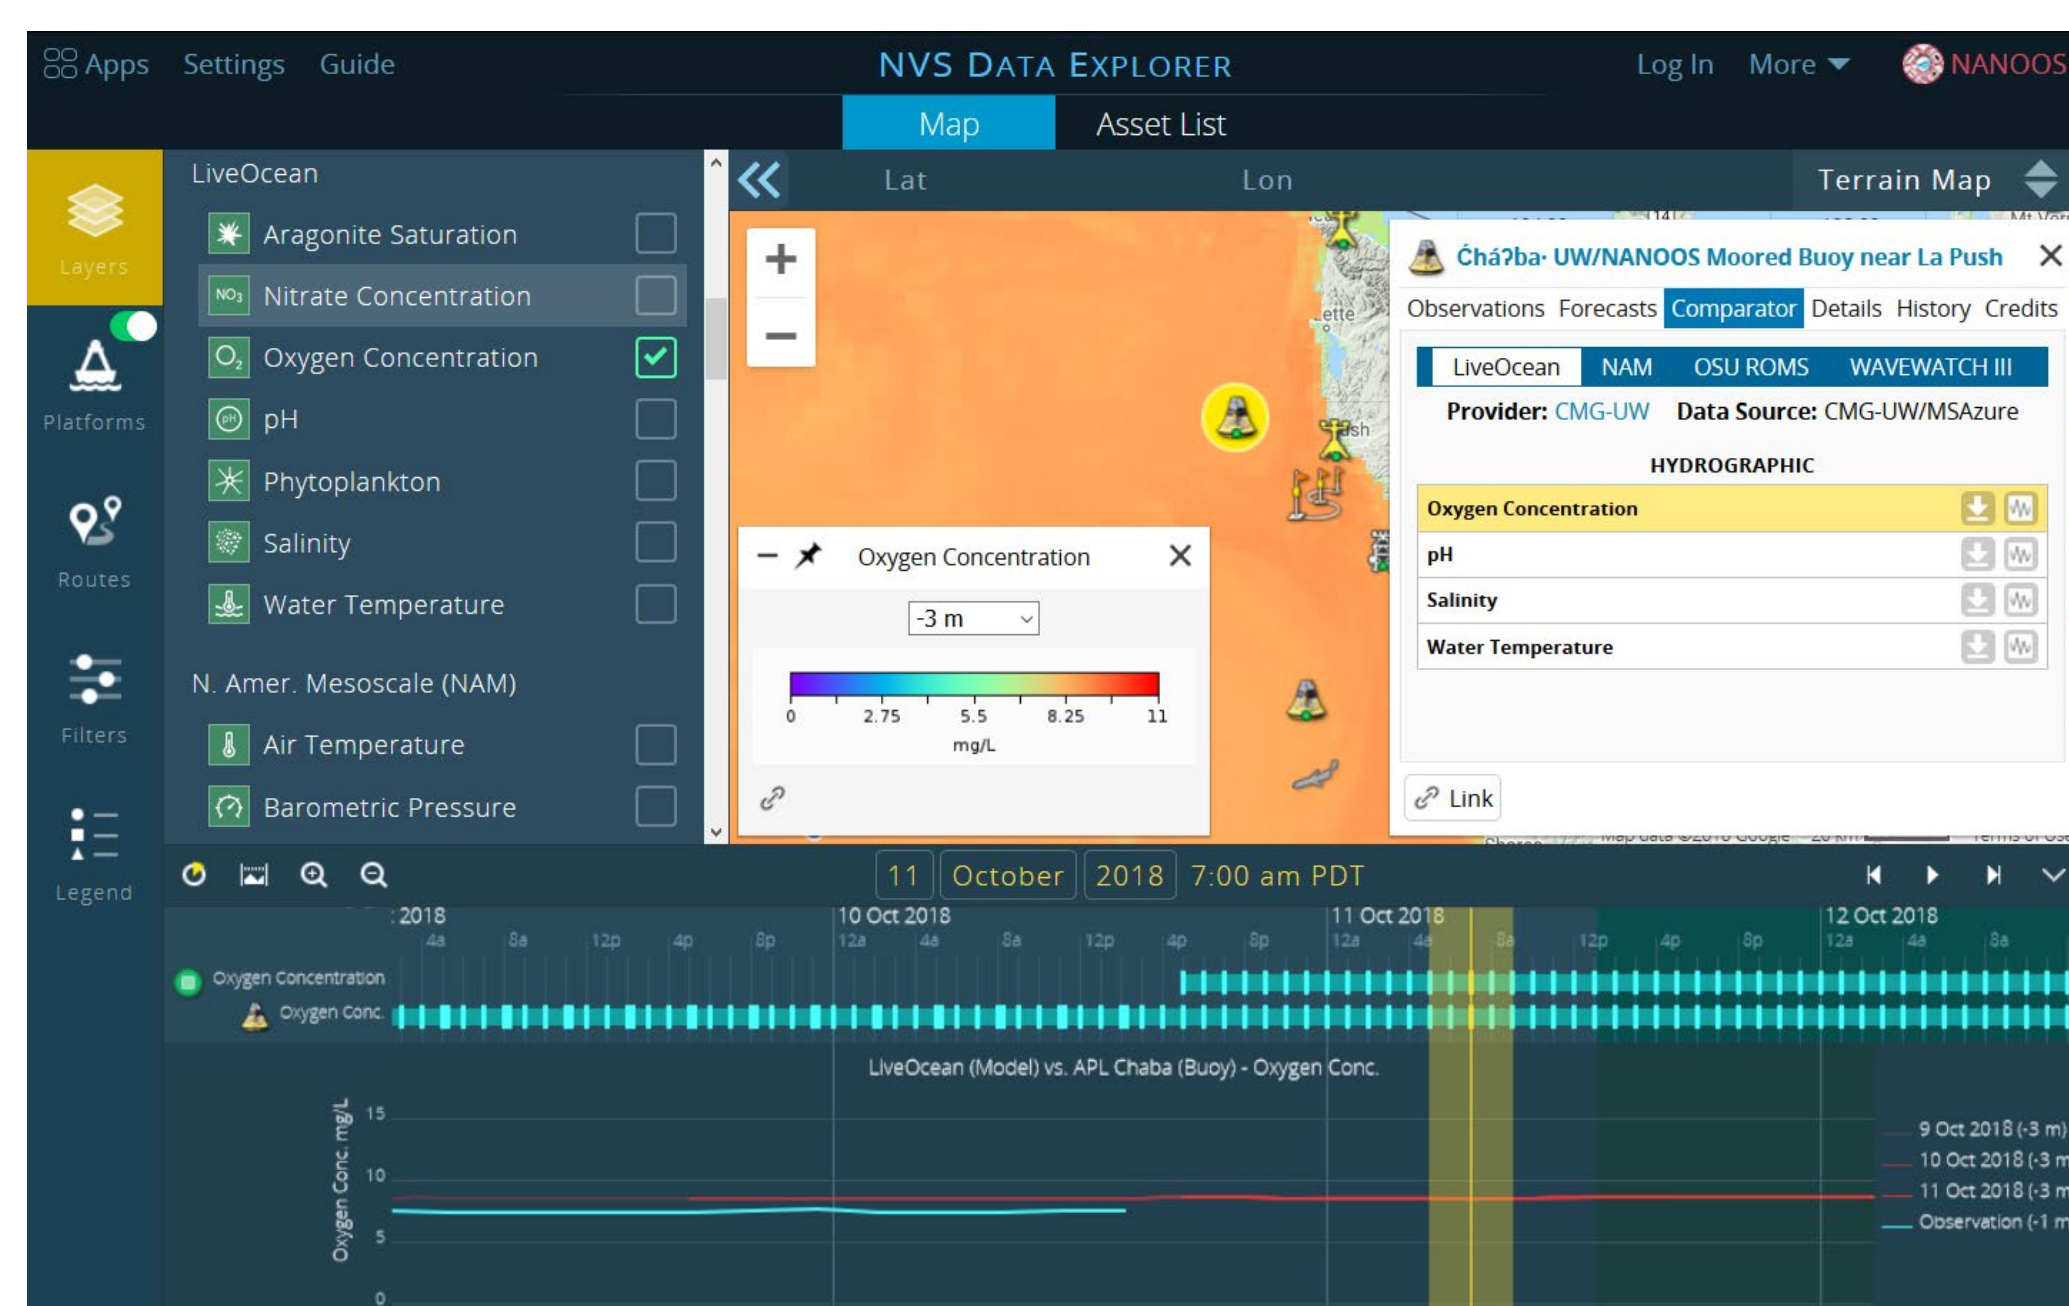 Apps Settings Guide NVS DATA EXPLORER Log In More NANOOS
Map Asset List
Layers
Platforms
Routes
Filters
Legend
LiveOcean
Aragonite Saturation
NO3 Nitrate Concentration
O2 Oxygen Concentration
pH pH
Phytoplankton
Salinity
Water Temperature
N. Amer. Mesoscale (NAM)
Air Temperature
Barometric Pressure
Lat Lon Terrain Map
+
−
Oxygen Concentration
-3 m
0 2.75 5.5 8.25 11
mg/L
Ćháʔba· UW/NANOOS Moored Buoy near La Push
Observations Forecasts Comparator Details History Credits
LiveOcean NAM OSU ROMS WAVEWATCH III
Provider: CMG-UW Data Source: CMG-UW/MSAzure
HYDROGRAPHIC
Oxygen Concentration
pH
Salinity
Water Temperature
Link
11 October 2018 7:00 am PDT
2018 10 Oct 2018 11 Oct 2018 12 Oct 2018
4a 8a 12p 4p 8p 12a 4a 8a 12p 4p 8p 12a 4a 8a 12p 4p 8p 12a 4a 8a
Oxygen Concentration
Oxygen Conc.
LiveOcean (Model) vs. APL Chaba (Buoy) - Oxygen Conc.
Oxygen Conc. mg/L
15
10
5
0
9 Oct 2018 (-3 m)
10 Oct 2018 (-3 m
11 Oct 2018 (-3 m
Observation (-1 m